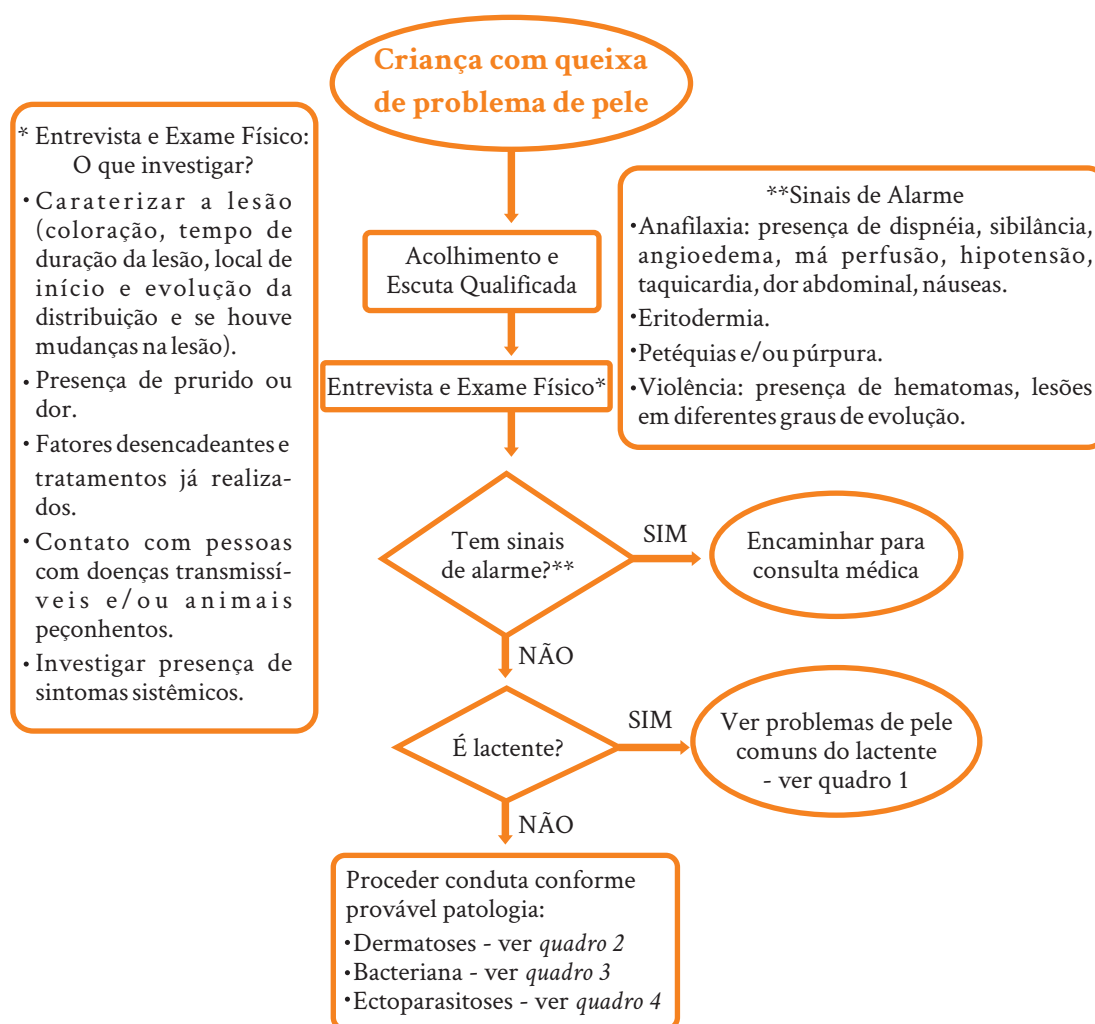 Criança com queixa
de problema de pele
* Entrevista e Exame Físico:
O que investigar?
• Caraterizar a lesão
(coloração, tempo de
duração da lesão, local de
início e evolução da
distribuição e se houve
mudanças na lesão).
• Presença de prurido ou
dor.
• Fatores desencadeantes e
tratamentos já realiza-
dos.
• Contato com pessoas
com doenças transmissí-
veis e/ou animais
peçonhentos.
• Investigar presença de
sintomas sistêmicos.
**Sinais de Alarme
•Anafilaxia: presença de dispnéia, sibilância,
angioedema, má perfusão, hipotensão,
taquicardia, dor abdominal, náuseas.
•Eritodermia.
•Petéquias e/ou púrpura.
•Violência: presença de hematomas, lesões
em diferentes graus de evolução.
Acolhimento e
Escuta Qualificada
Entrevista e Exame Físico*
Tem sinais
de alarme?**
SIM
Encaminhar para
consulta médica
NÃO
É lactente?
SIM
Ver problemas de pele
comuns do lactente
- ver quadro 1
NÃO
Proceder conduta conforme
provável patologia:
•Dermatoses - ver quadro 2
•Bacteriana - ver quadro 3
•Ectoparasitoses - ver quadro 4